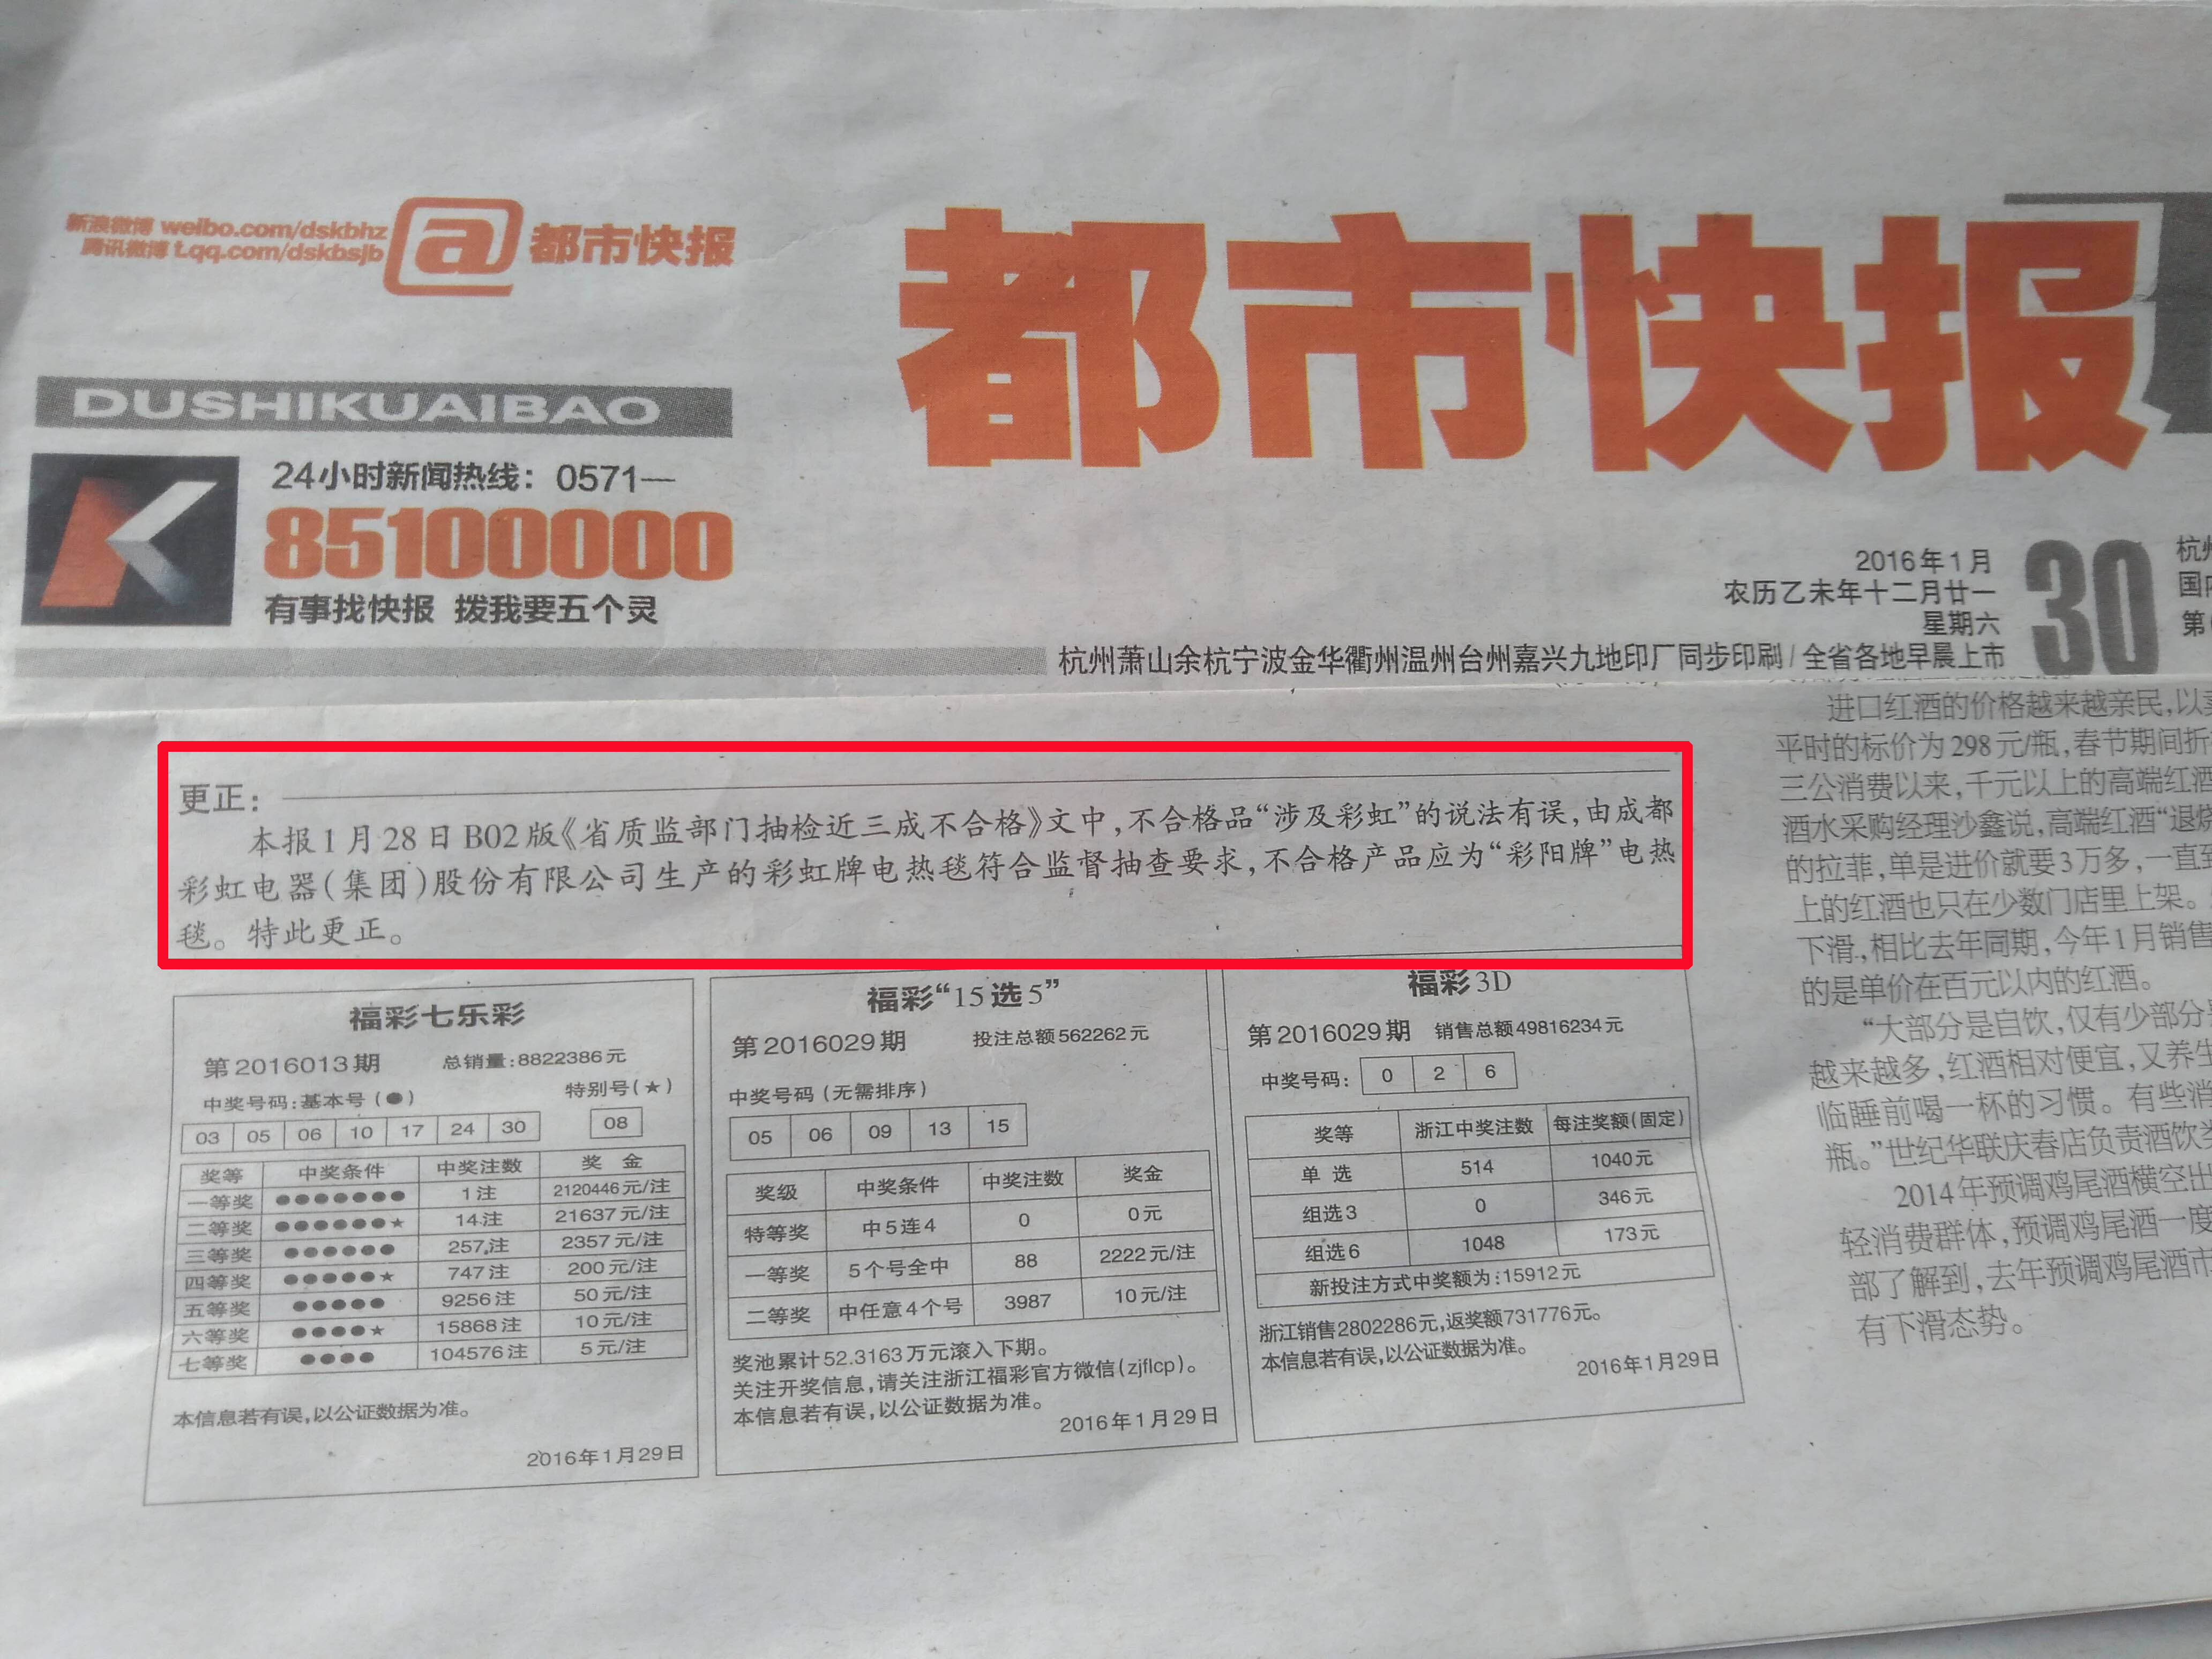 新浪微博 weibo.com/dskbhz
腾讯微博 t.qq.com/dskbsjb
@都市快报
都市快报
DUSHIKUAIBAO
24小时新闻热线：0571—
85100000
有事找快报 拨我要五个灵
2016年1月
农历乙未年十二月廿一
星期六
30
杭州
国内
第
杭州萧山余杭宁波金华衢州温州台州嘉兴九地印厂同步印刷/全省各地早晨上市
更正：
本报1月28日B02版《省质监部门抽检近三成不合格》文中，不合格品“涉及彩虹”的说法有误，由成都
彩虹电器(集团)股份有限公司生产的彩虹牌电热毯符合监督抽查要求，不合格产品应为“彩阳牌”电热
毯。特此更正。
福彩七乐彩
第2016013期 总销量:8822386元
中奖号码:基本号(●) 特别号(★)
03 05 06 10 17 24 30 08
奖等 中奖条件 中奖注数 奖金
一等奖 ●●●●●●● 1注 2120446元/注
二等奖 ●●●●●●★ 14注 21637元/注
三等奖 ●●●●●● 257注 2357元/注
四等奖 ●●●●●★ 747注 200元/注
五等奖 ●●●●● 9256注 50元/注
六等奖 ●●●●★ 15868注 10元/注
七等奖 ●●●● 104576注 5元/注
本信息若有误,以公证数据为准。
2016年1月29日
福彩“15选5”
第2016029期 投注总额562262元
中奖号码(无需排序)
05 06 09 13 15
奖级 中奖条件 中奖注数 奖金
特等奖 中5连4 0 0元
一等奖 5个号全中 88 2222元/注
二等奖 中任意4个号 3987 10元/注
奖池累计52.3163万元滚入下期。
关注开奖信息,请关注浙江福彩官方微信(zjflcp)。
本信息若有误,以公证数据为准。
2016年1月29日
福彩3D
第2016029期 销售总额49816234元
中奖号码: 0 2 6
奖等 浙江中奖注数 每注奖额(固定)
单选 514 1040元
组选3 0 346元
组选6 1048 173元
新投注方式中奖额为:15912元
浙江销售2802286元,返奖额731776元。
本信息若有误,以公证数据为准。
2016年1月29日
进口红酒的价格越来越亲民，以
平时的标价为298元/瓶，春节期间折
三公消费以来，千元以上的高端红酒
酒水采购经理沙鑫说，高端红酒“退烧
的拉菲，单是进价就要3万多，一直到
上的红酒也只在少数门店里上架。
下滑，相比去年同期，今年1月销售
的是单价在百元以内的红酒。
“大部分是自饮，仅有少部分
越来越多，红酒相对便宜，又养生
临睡前喝一杯的习惯。有些消
瓶。”世纪华联庆春店负责酒饮类
2014年预调鸡尾酒横空出
轻消费群体，预调鸡尾酒一度
部了解到，去年预调鸡尾酒市
有下滑态势。